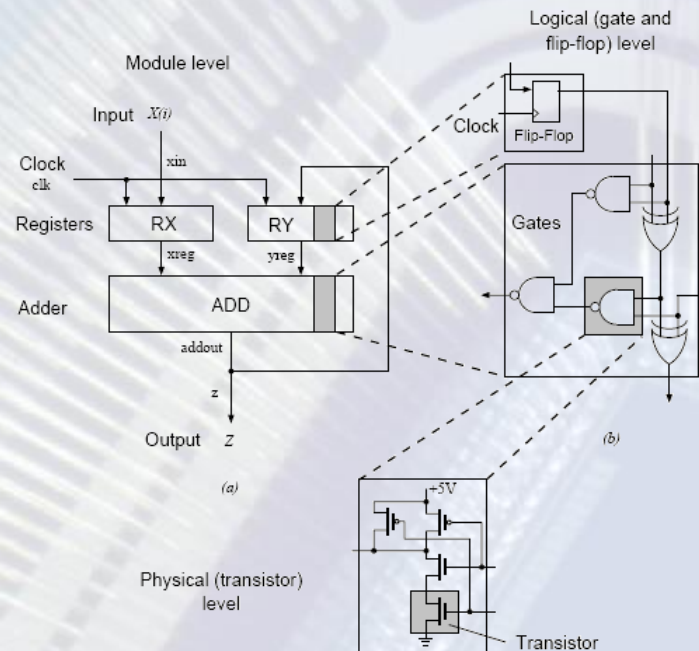 Logical (gate and
flip-flop) level
Module level
Input X(i)
Clock
Flip-Flop
Clock
clk
xin
Registers
RX
RY
Gates
xreg
yreg
Adder
ADD
addout
z
Output Z
(a)
(b)
+5V
Physical (transistor)
level
Transistor